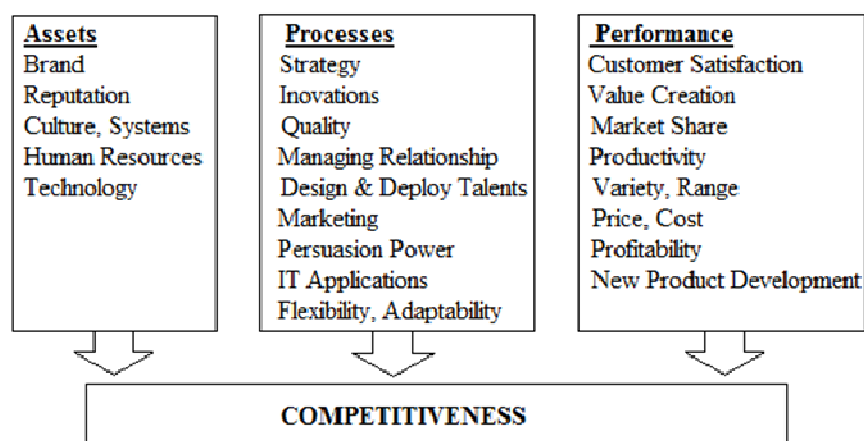 Assets
Brand
Reputation
Culture, Systems
Human Resources
Technology
Processes
Strategy
Inovations
Quality
Managing Relationship
Design & Deploy Talents
Marketing
Persuasion Power
IT Applications
Flexibility, Adaptability
Performance
Customer Satisfaction
Value Creation
Market Share
Productivity
Variety, Range
Price, Cost
Profitability
New Product Development
COMPETITIVENESS